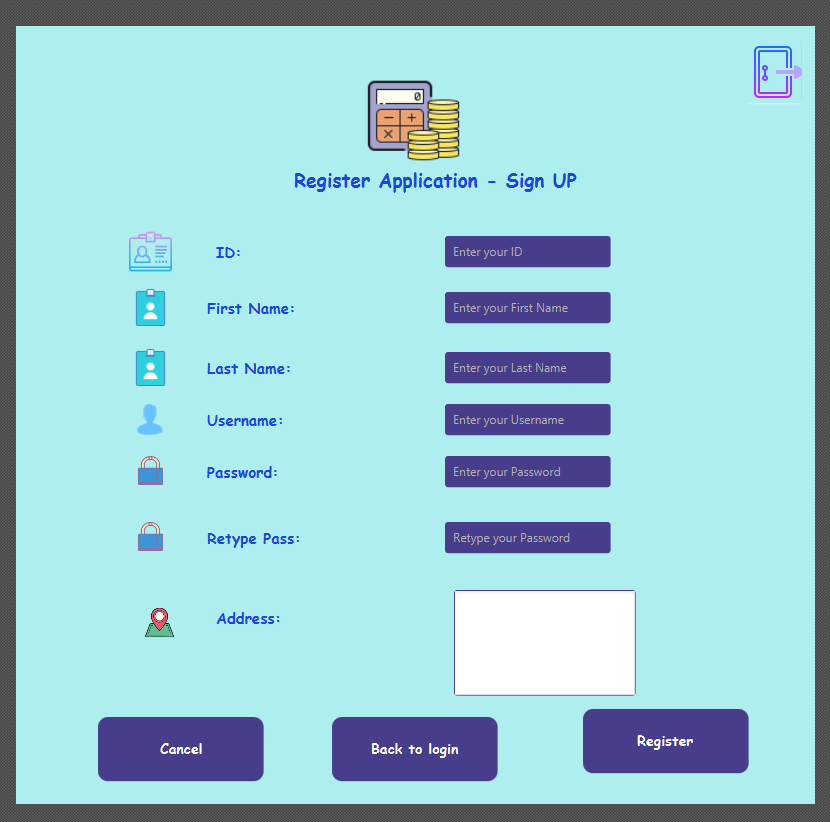 0
− +
×
Register Application - Sign UP
ID: Enter your ID
First Name: Enter your First Name
Last Name: Enter your Last Name
Username: Enter your Username
Password: Enter your Password
Retype Pass: Retype your Password
Address:
Cancel Back to login Register